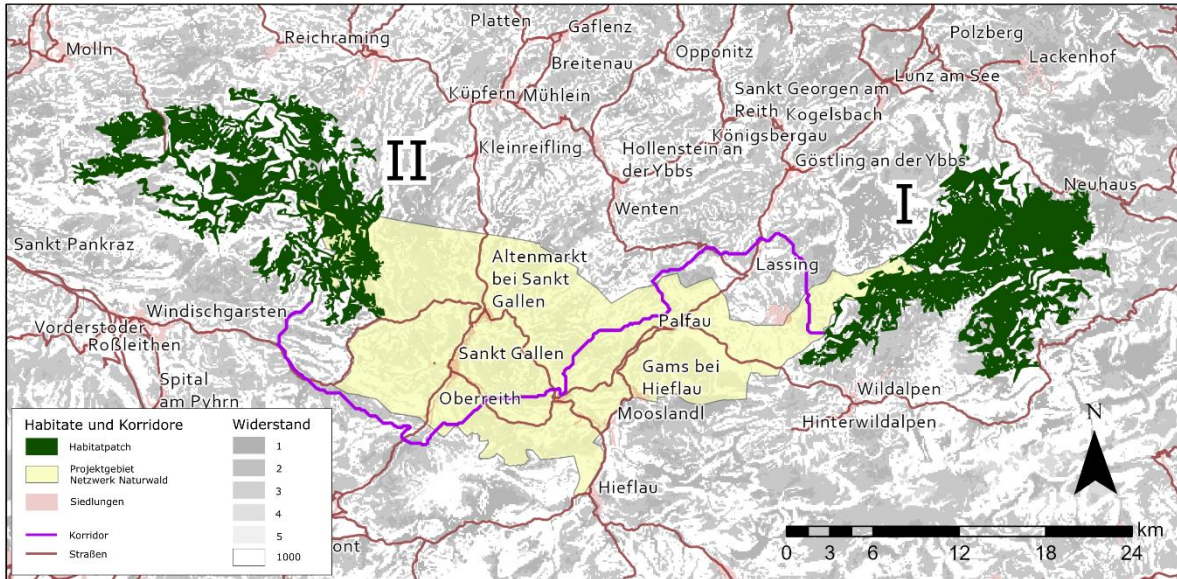 Platten
Gaflenz
Polzberg
Molln
Reichraming
Opponitz
Lackenhof
Breitenau
Lunz am See
Küpfern
Mühlein
Sankt Georgen am
Reith
Kogelsbach
Königsbergau
Kleinreifling
Hollenstein an
der Ybbs
Göstling an der Ybbs
II
Neuhaus
I
Wenten
Sankt Pankraz
Altenmarkt
bei Sankt
Gallen
Lassing
Windischgarsten
Vorderstoder
Roßleithen
Palfau
Sankt Gallen
Gams bei
Hieflau
Spital
am Pyhrn
Oberreith
Mooslandl
Wildalpen
Hinterwildalpen
Hieflau
ont
N
km
0 3 6 12 18 24
Habitate und Korridore
Habitatpatch
Projektgebiet
Netzwerk Naturwald
Siedlungen
Korridor
Straßen
Widerstand
1
2
3
4
5
1000